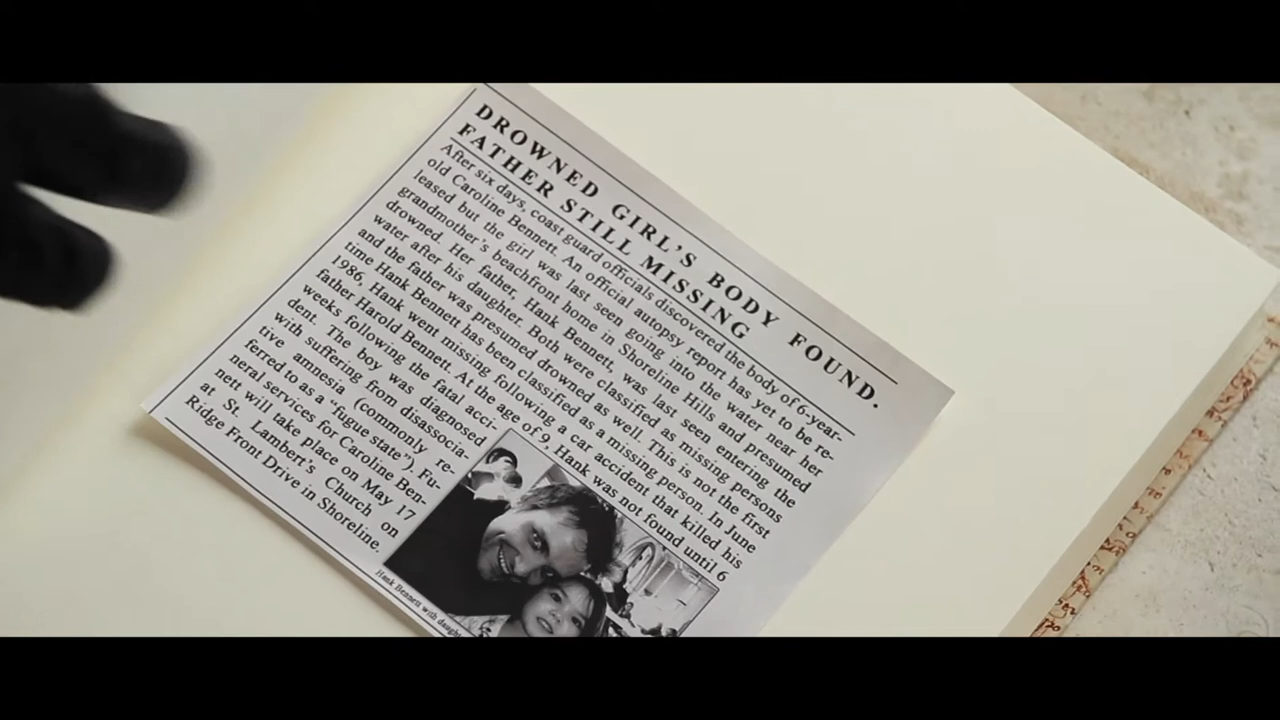 DROWNED GIRL'S BODY FOUND.
FATHER STILL MISSING
After six days, coast guard officials discovered the body of 6-year-
old Caroline Bennett. An official autopsy report has yet to be re-
leased but the girl was last seen going into the water near her
grandmother's beachfront home in Shoreline Hills and presumed
drowned. Her father, Hank Bennett, was last seen entering the
water after his daughter. Both were classified as missing persons
and the father was presumed drowned as well. This is not the first
time Hank Bennett has been classified as a missing person. In June
1986, Hank went missing following a car accident that killed his
father Harold Bennett. At the age of 9, Hank was not found until 6
weeks following the fatal acci-
dent. The boy was diagnosed
with suffering from disassocia-
tive amnesia (commonly re-
ferred to as a "fugue state"). Fu-
neral services for Caroline Ben-
nett will take place on May 17
at St. Lambert's Church on
Ridge Front Drive in Shoreline.
Hank Bennett with